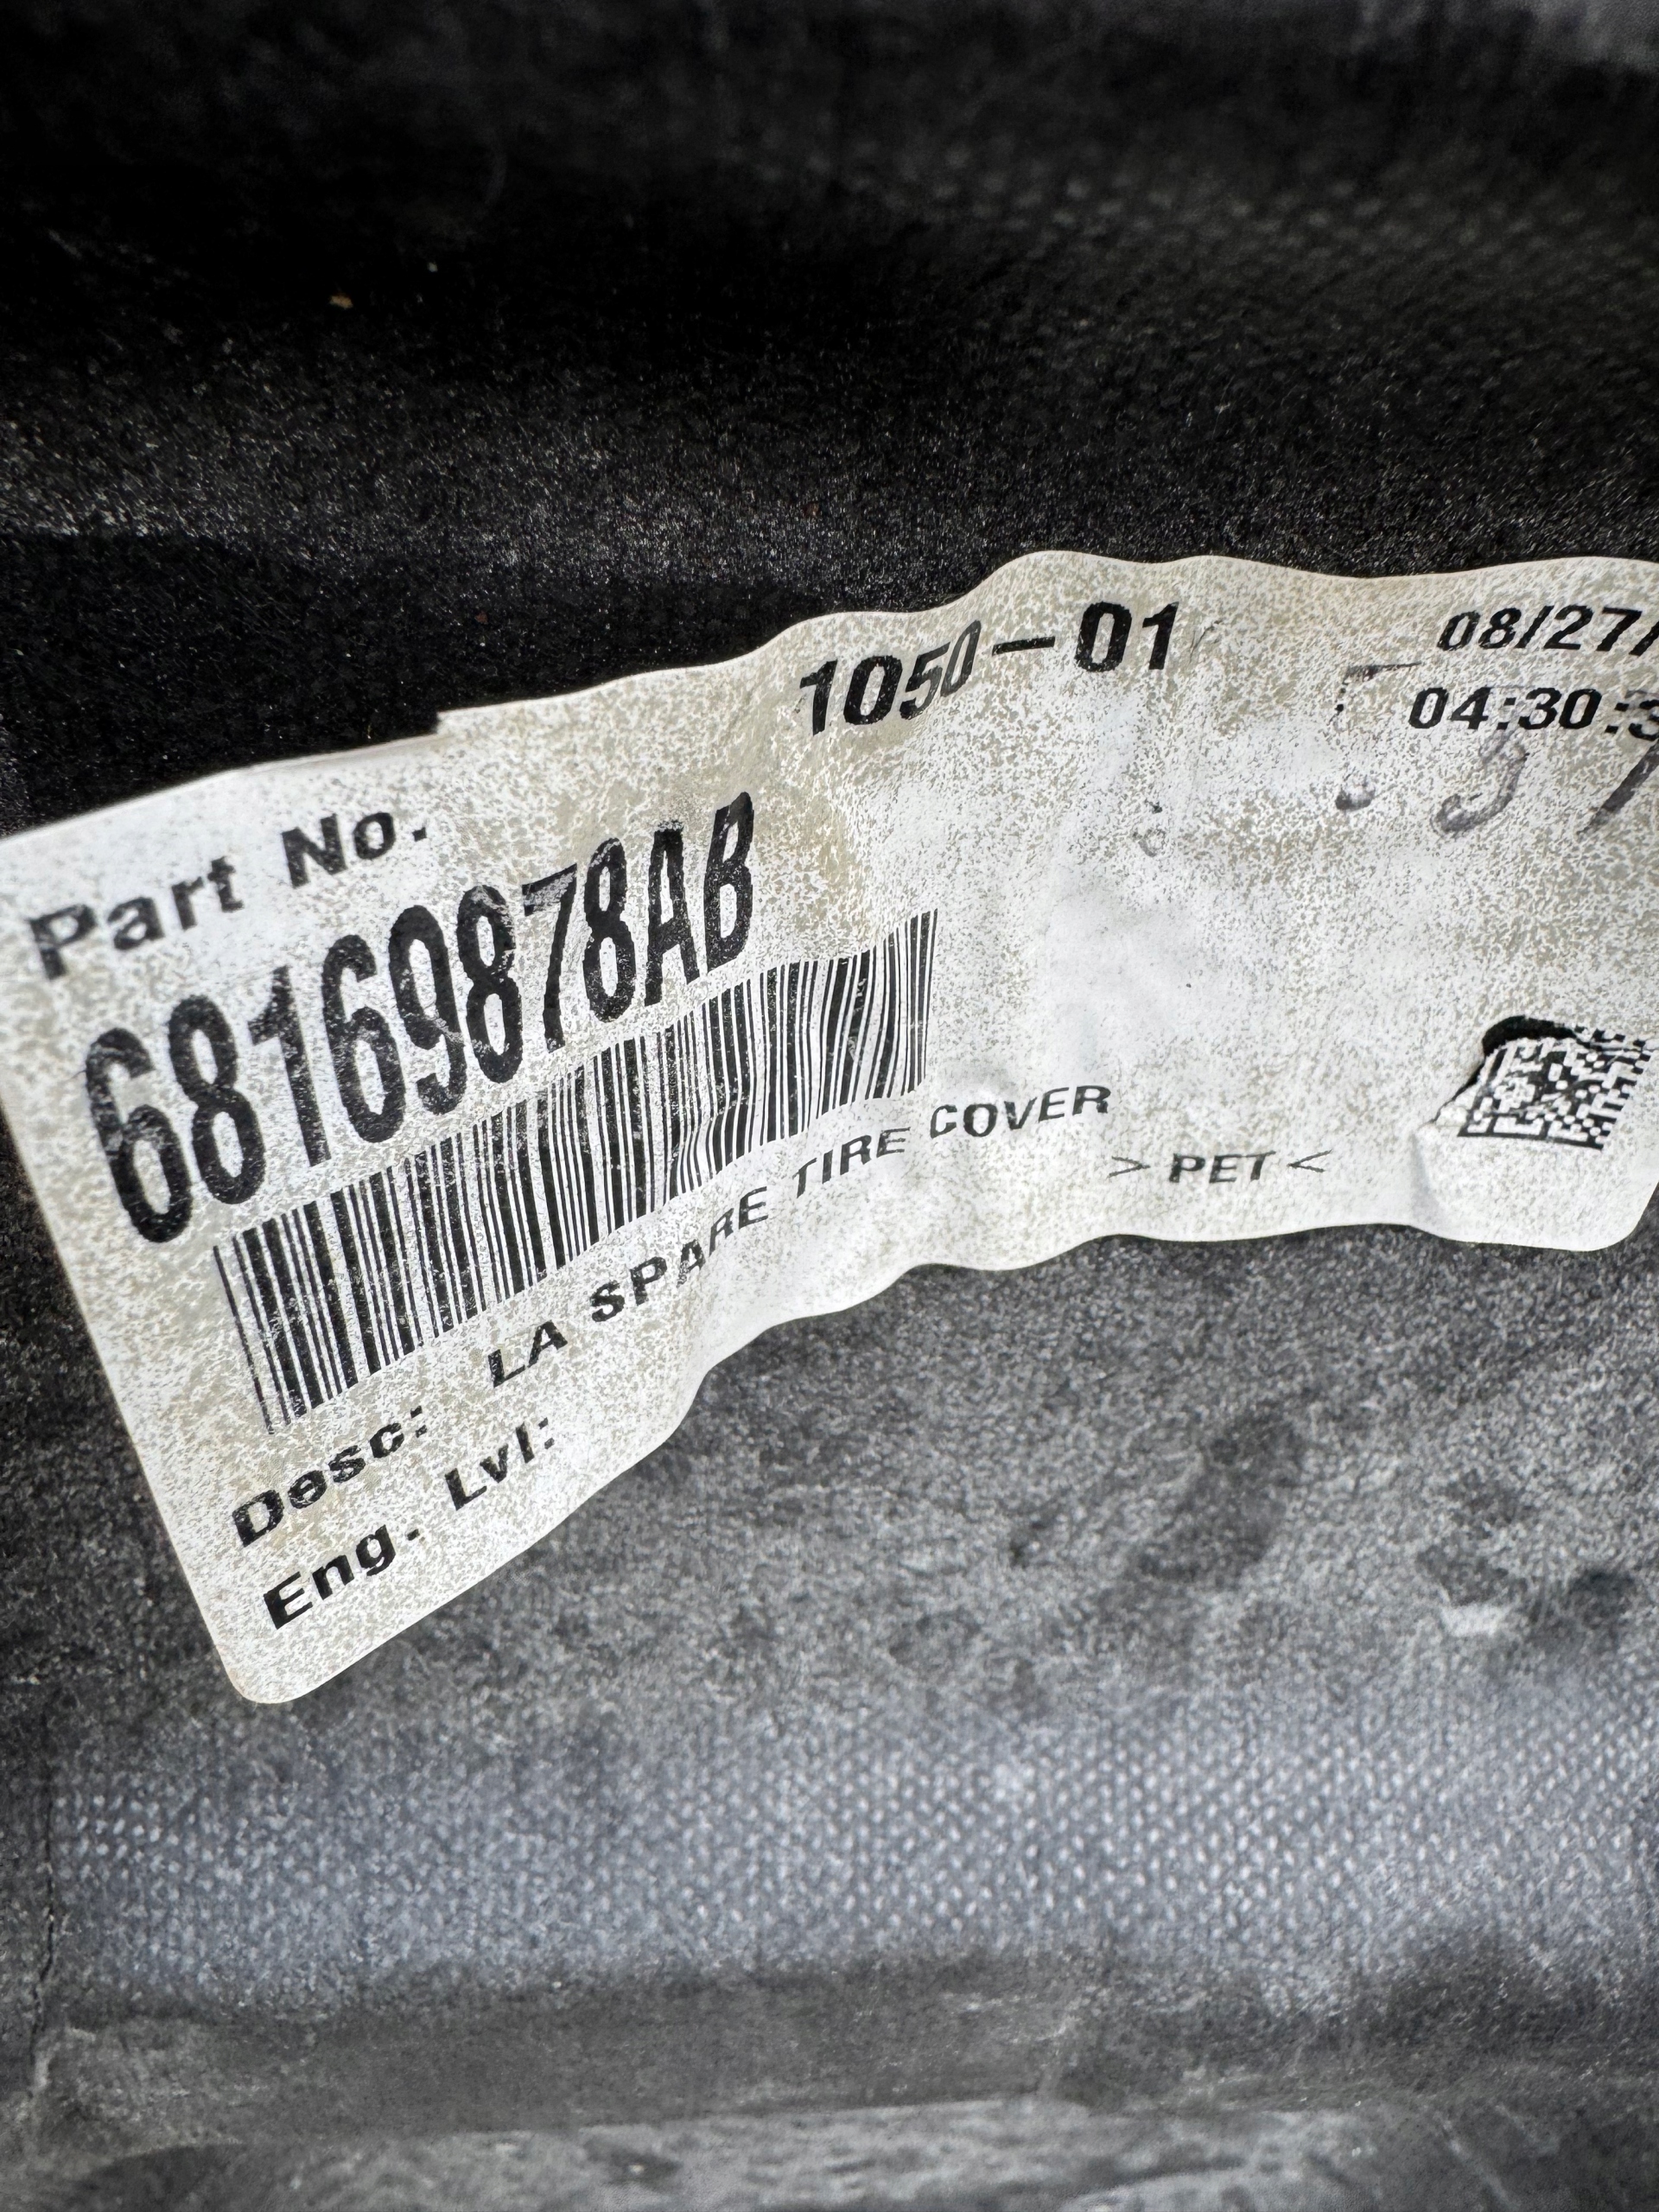 1050-01
08/27/
04:30:3
Part No.
68169878AB
Desc: LA SPARE TIRE COVER
> PET <
Eng. Lvl: